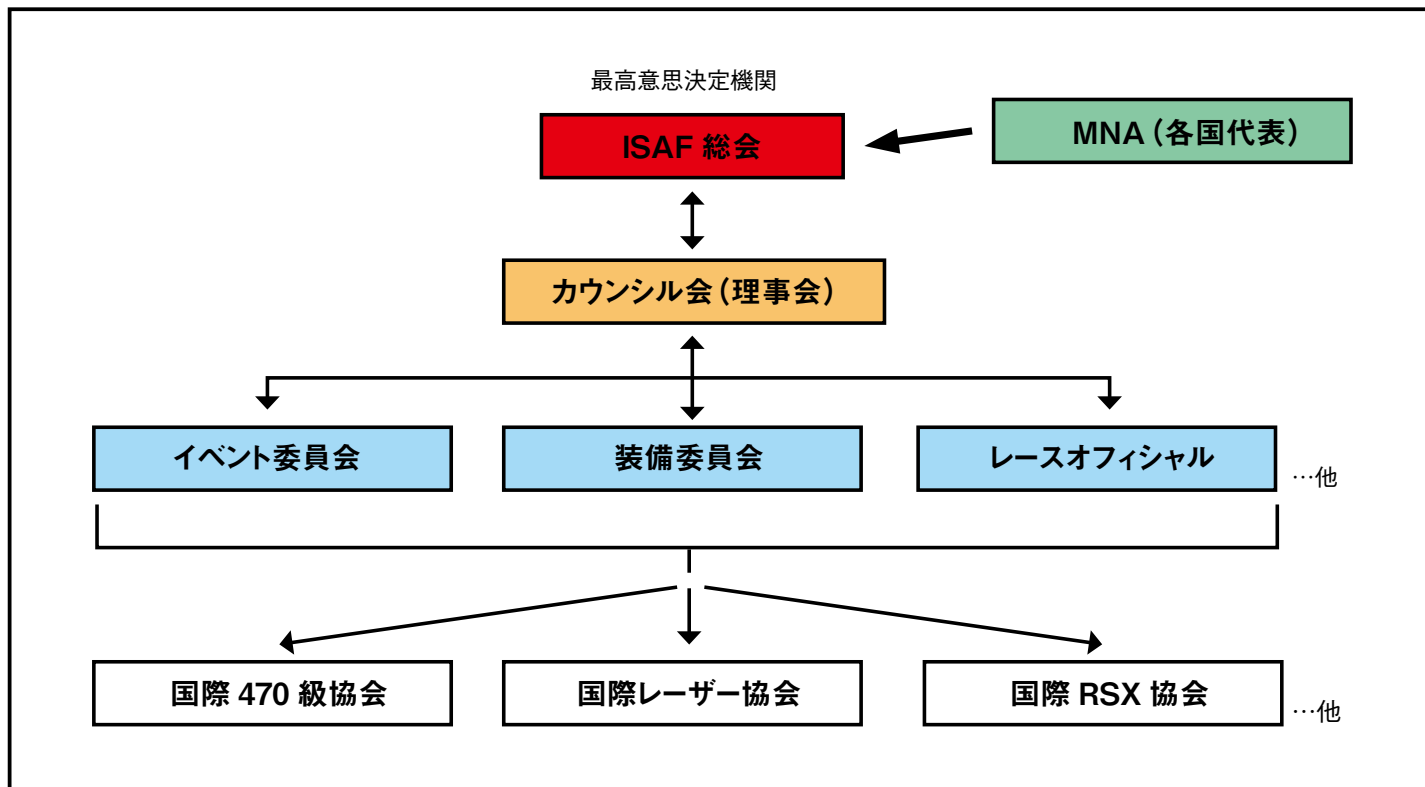 最高意思決定機関
ISAF 総会
MNA(各国代表)
カウンシル会(理事会)
イベント委員会
装備委員会
レースオフィシャル
…他
国際 470 級協会
国際レーザー協会
国際 RSX 協会
…他